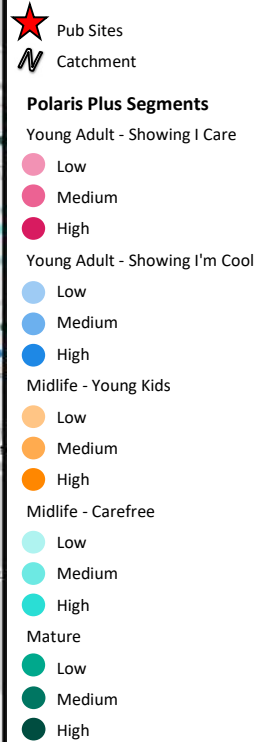 Pub Sites
Catchment
Polaris Plus Segments
Young Adult - Showing I Care
Low
Medium
High
Young Adult - Showing I'm Cool
Low
Medium
High
Midlife - Young Kids
Low
Medium
High
Midlife - Carefree
Low
Medium
High
Mature
Low
Medium
High